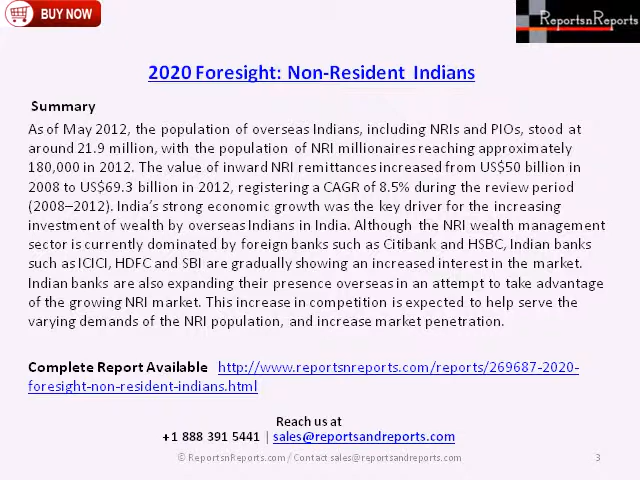 BUY NOW
ReportsnReports
2020 Foresight: Non-Resident Indians
Summary
As of May 2012, the population of overseas Indians, including NRIs and PIOs, stood at
around 21.9 million, with the population of NRI millionaires reaching approximately
180,000 in 2012. The value of inward NRI remittances increased from US$50 billion in
2008 to US$69.3 billion in 2012, registering a CAGR of 8.5% during the review period
(2008–2012). India's strong economic growth was the key driver for the increasing
investment of wealth by overseas Indians in India. Although the NRI wealth management
sector is currently dominated by foreign banks such as Citibank and HSBC, Indian banks
such as ICICI, HDFC and SBI are gradually showing an increased interest in the market.
Indian banks are also expanding their presence overseas in an attempt to take advantage
of the growing NRI market. This increase in competition is expected to help serve the
varying demands of the NRI population, and increase market penetration.
Complete Report Available http://www.reportsnreports.com/reports/269687-2020-
foresight-non-resident-indians.html
Reach us at
+1 888 391 5441 | sales@reportsandreports.com
© ReportsnReports.com / Contact sales@reportsandreports.com 3